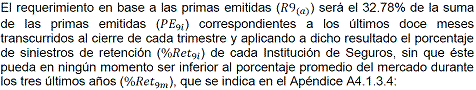 El requerimiento en base a las primas emitidas (R9₍ₐ₎) será el 32.78% de la suma
de las primas emitidas (PE₉ᵢ) correspondientes a los últimos doce meses
transcurridos al cierre de cada trimestre y aplicando a dicho resultado el porcentaje
de siniestros de retención (%Ret₉ᵢ) de cada Institución de Seguros, sin que éste
pueda en ningún momento ser inferior al porcentaje promedio del mercado durante
los tres últimos años (%Ret₉ₘ), que se indica en el Apéndice A4.1.3.4: